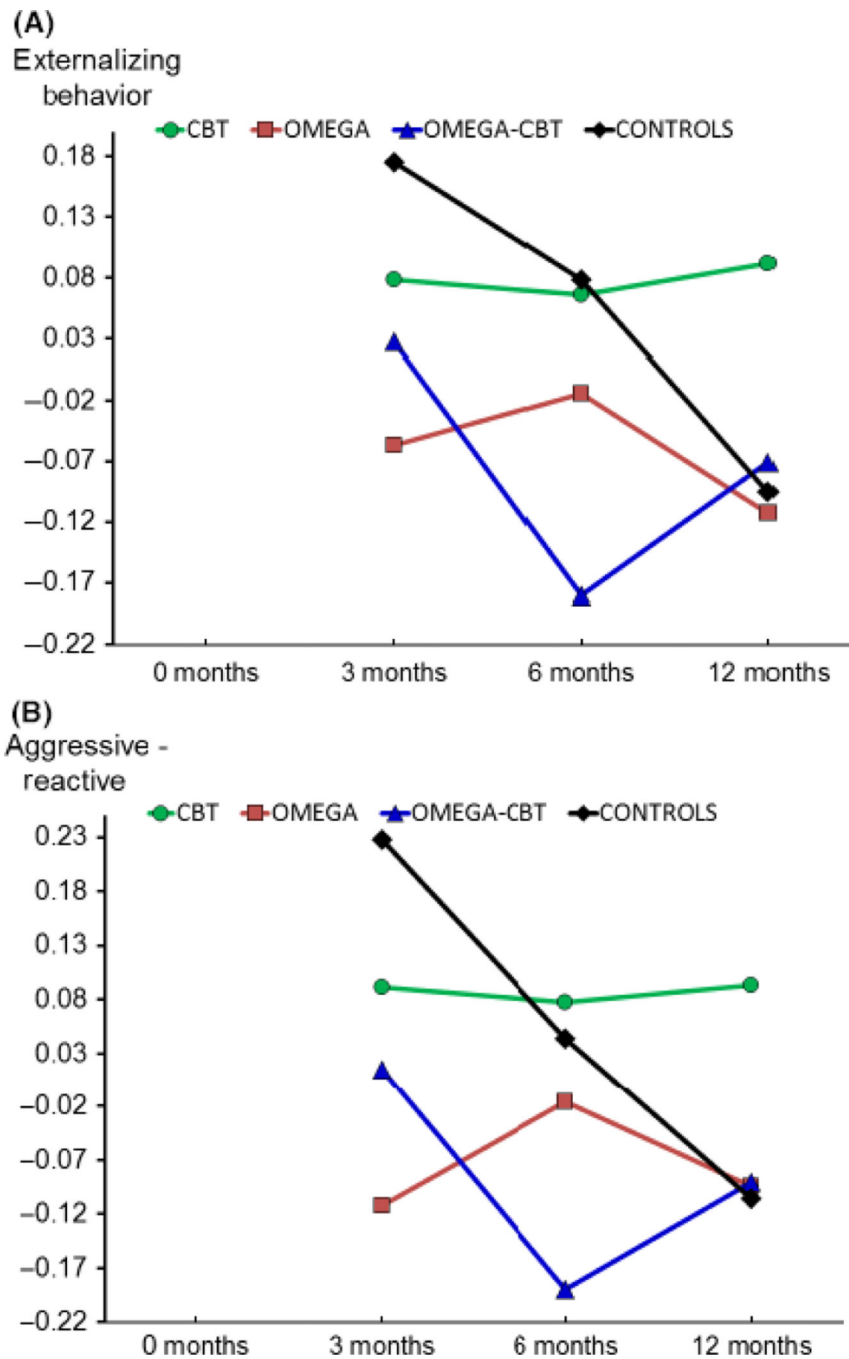 (A)
Externalizing
behavior
CBT OMEGA OMEGA-CBT CONTROLS
0.18
0.13
0.08
0.03
–0.02
–0.07
–0.12
–0.17
–0.22
0 months 3 months 6 months 12 months
(B)
Aggressive -
reactive
CBT OMEGA OMEGA-CBT CONTROLS
0.23
0.18
0.13
0.08
0.03
–0.02
–0.07
–0.12
–0.17
–0.22
0 months 3 months 6 months 12 months